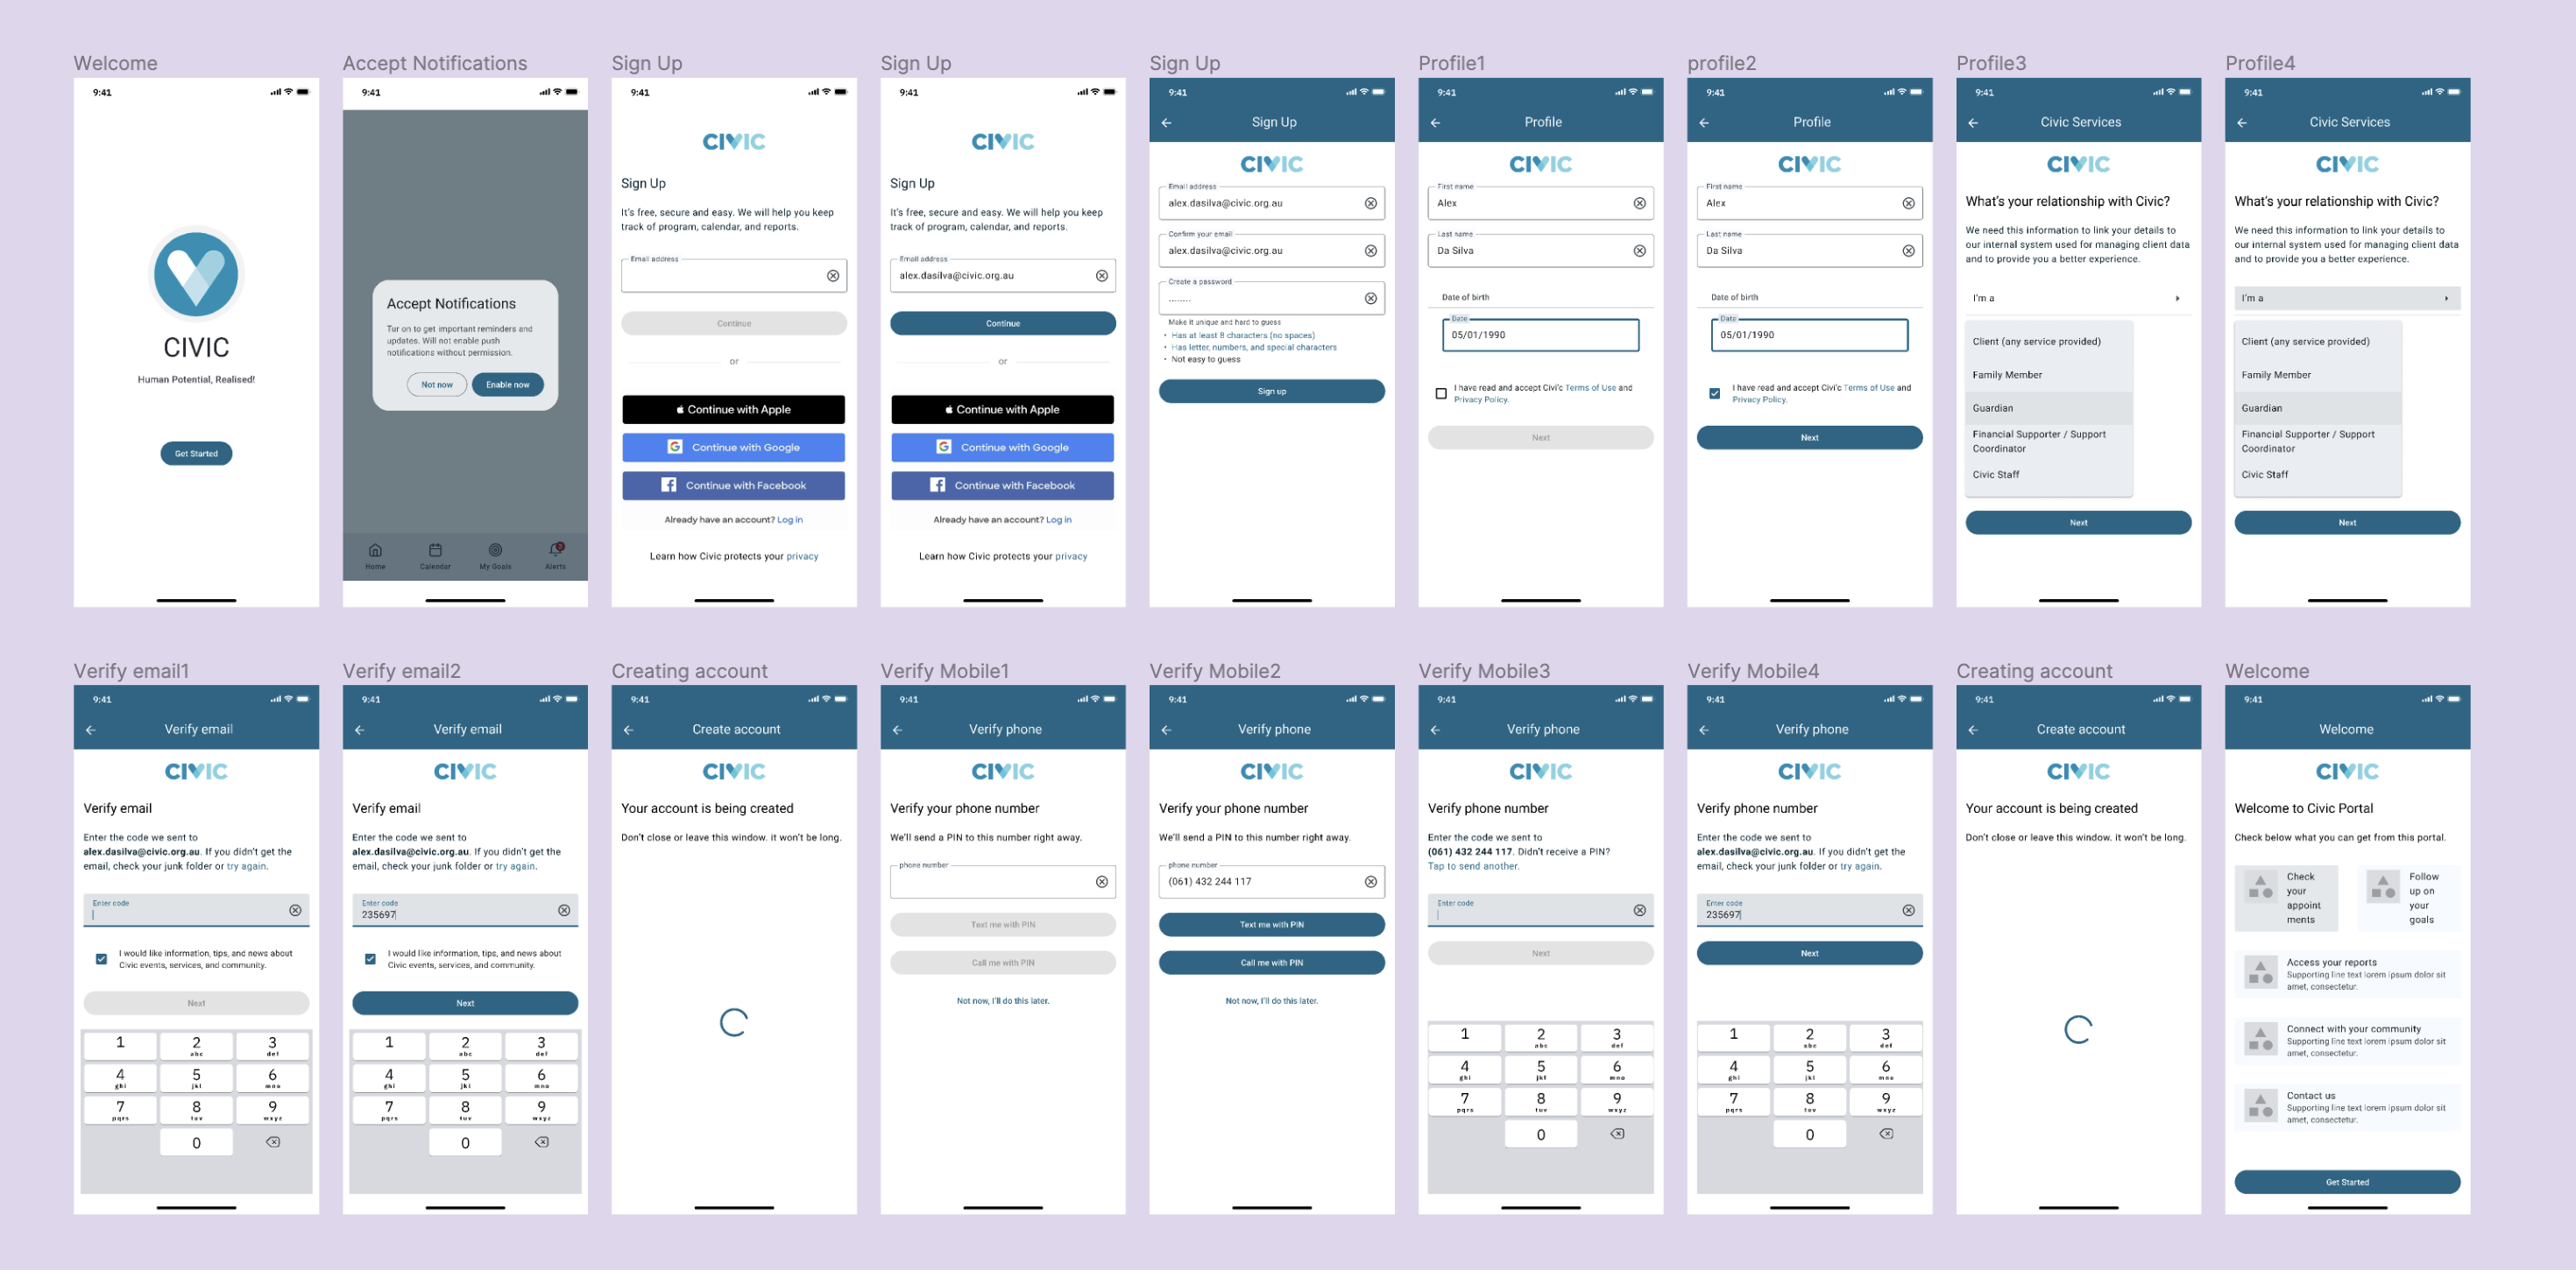 Welcome
9:41
CIVIC
Human Potential, Realised!
Get Started
Accept Notifications
9:41
Accept Notifications
Tur on to get important reminders and
updates. Will not enable push
notifications without permission.
Not now
Enable now
Home
Calendar
My Goals
Alerts
Sign Up
9:41
CIVIC
Sign Up
It's free, secure and easy. We will help you keep
track of program, calendar, and reports.
Email address
Continue
or
Continue with Apple
Continue with Google
Continue with Facebook
Already have an account? Log in
Learn how Civic protects your privacy
Sign Up
9:41
CIVIC
Sign Up
It's free, secure and easy. We will help you keep
track of program, calendar, and reports.
Email address
alex.dasilva@civic.org.au
Continue
or
Continue with Apple
Continue with Google
Continue with Facebook
Already have an account? Log in
Learn how Civic protects your privacy
Sign Up
9:41
Sign Up
CIVIC
Email address
alex.dasilva@civic.org.au
Confirm your email
alex.dasilva@civic.org.au
Create a password
........
Make it unique and hard to guess
• Has at least 8 characters (no spaces)
• Has letter, numbers, and special characters
• Not easy to guess
Sign up
Profile1
9:41
Profile
CIVIC
First name
Alex
Last name
Da Silva
Date of birth
Date
05/01/1990
I have read and accept Civi'c Terms of Use and
Privacy Policy.
Next
profile2
9:41
Profile
CIVIC
First name
Alex
Last name
Da Silva
Date of birth
Date
05/01/1990
I have read and accept Civi'c Terms of Use and
Privacy Policy.
Next
Profile3
9:41
Civic Services
CIVIC
What's your relationship with Civic?
We need this information to link your details to
our internal system used for managing client data
and to provide you a better experience.
I'm a
Client (any service provided)
Family Member
Guardian
Financial Supporter / Support
Coordinator
Civic Staff
Next
Profile4
9:41
Civic Services
CIVIC
What's your relationship with Civic?
We need this information to link your details to
our internal system used for managing client data
and to provide you a better experience.
I'm a
Client (any service provided)
Family Member
Guardian
Financial Supporter / Support
Coordinator
Civic Staff
Next
Verify email1
9:41
Verify email
CIVIC
Verify email
Enter the code we sent to
alex.dasilva@civic.org.au. If you didn't get the
email, check your junk folder or try again.
Enter code
I would like information, tips, and news about
Civic events, services, and community.
Next
1 2 3
abc def
4 5 6
ghi jkl mno
7 8 9
pqrs tuv wxyz
0
Verify email2
9:41
Verify email
CIVIC
Verify email
Enter the code we sent to
alex.dasilva@civic.org.au. If you didn't get the
email, check your junk folder or try again.
Enter code
235697
I would like information, tips, and news about
Civic events, services, and community.
Next
1 2 3
abc def
4 5 6
ghi jkl mno
7 8 9
pqrs tuv wxyz
0
Creating account
9:41
Create account
CIVIC
Your account is being created
Don't close or leave this window. it won't be long.
Verify Mobile1
9:41
Verify phone
CIVIC
Verify your phone number
We'll send a PIN to this number right away.
phone number
Text me with PIN
Call me with PIN
Not now, I'll do this later.
Verify Mobile2
9:41
Verify phone
CIVIC
Verify your phone number
We'll send a PIN to this number right away.
phone number
(061) 432 244 117
Text me with PIN
Call me with PIN
Not now, I'll do this later.
Verify Mobile3
9:41
Verify phone
CIVIC
Verify phone number
Enter the code we sent to
(061) 432 244 117. Didn't receive a PIN?
Tap to send another.
Enter code
Next
1 2 3
abc def
4 5 6
ghi jkl mno
7 8 9
pqrs tuv wxyz
0
Verify Mobile4
9:41
Verify phone
CIVIC
Verify phone number
Enter the code we sent to
alex.dasilva@civic.org.au. If you didn't get the
email, check your junk folder or try again.
Enter code
235697
Next
1 2 3
abc def
4 5 6
ghi jkl mno
7 8 9
pqrs tuv wxyz
0
Creating account
9:41
Create account
CIVIC
Your account is being created
Don't close or leave this window. it won't be long.
Welcome
9:41
Welcome
CIVIC
Welcome to Civic Portal
Check below what you can get from this portal.
Check
your
appoint
ments
Follow
up on
your
goals
Access your reports
Supporting line text lorem ipsum dolor sit
amet, consectetur.
Connect with your community
Supporting line text lorem ipsum dolor sit
amet, consectetur.
Contact us
Supporting line text lorem ipsum dolor sit
amet, consectetur.
Get Started